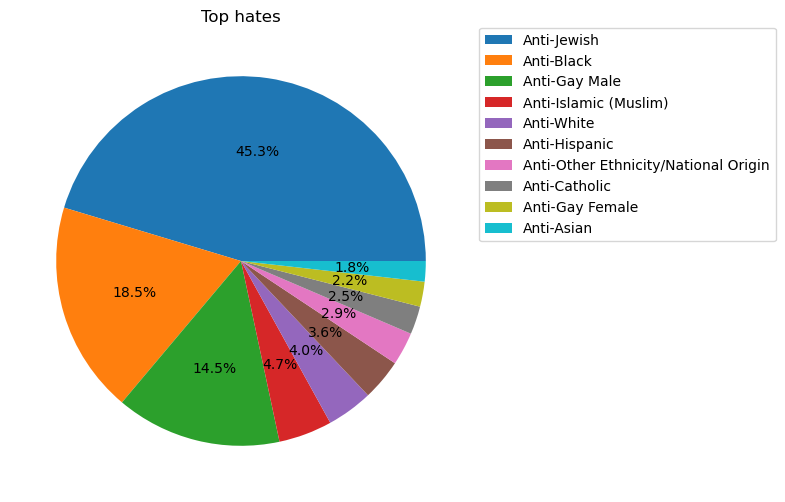 Top hates
45.3%
18.5%
14.5%
4.7%
4.0%
3.6%
2.9%
2.5%
2.2%
1.8%
Anti-Jewish
Anti-Black
Anti-Gay Male
Anti-Islamic (Muslim)
Anti-White
Anti-Hispanic
Anti-Other Ethnicity/National Origin
Anti-Catholic
Anti-Gay Female
Anti-Asian